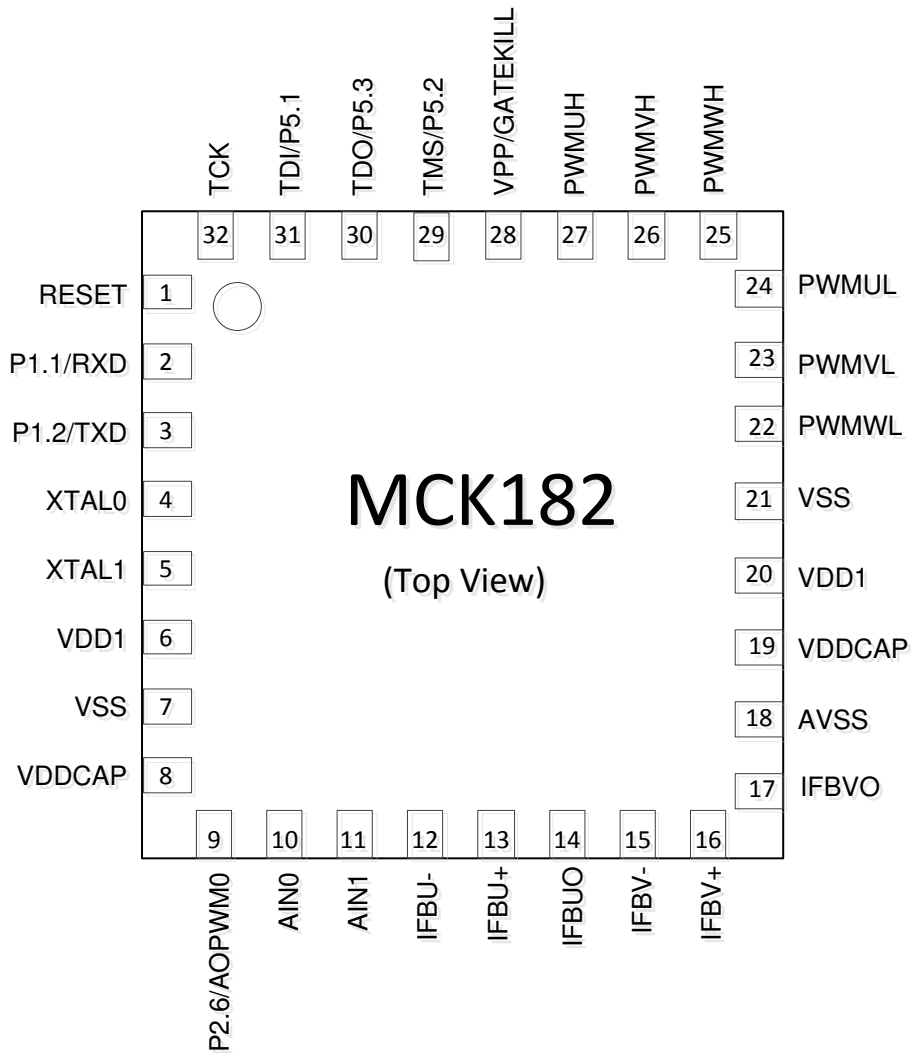 TCK
TDI/P5.1
TDO/P5.3
TMS/P5.2
VPP/GATEKILL
PWMUH
PWMVH
PWMWH
32
31
30
29
28
27
26
25
RESET 1
P1.1/RXD 2
P1.2/TXD 3
XTAL0 4
XTAL1 5
VDD1 6
VSS 7
VDDCAP 8
MCK182
(Top View)
24 PWMUL
23 PWMVL
22 PWMWL
21 VSS
20 VDD1
19 VDDCAP
18 AVSS
17 IFBVO
9
10
11
12
13
14
15
16
P2.6/AOPWM0
AIN0
AIN1
IFBU-
IFBU+
IFBUO
IFBV-
IFBV+